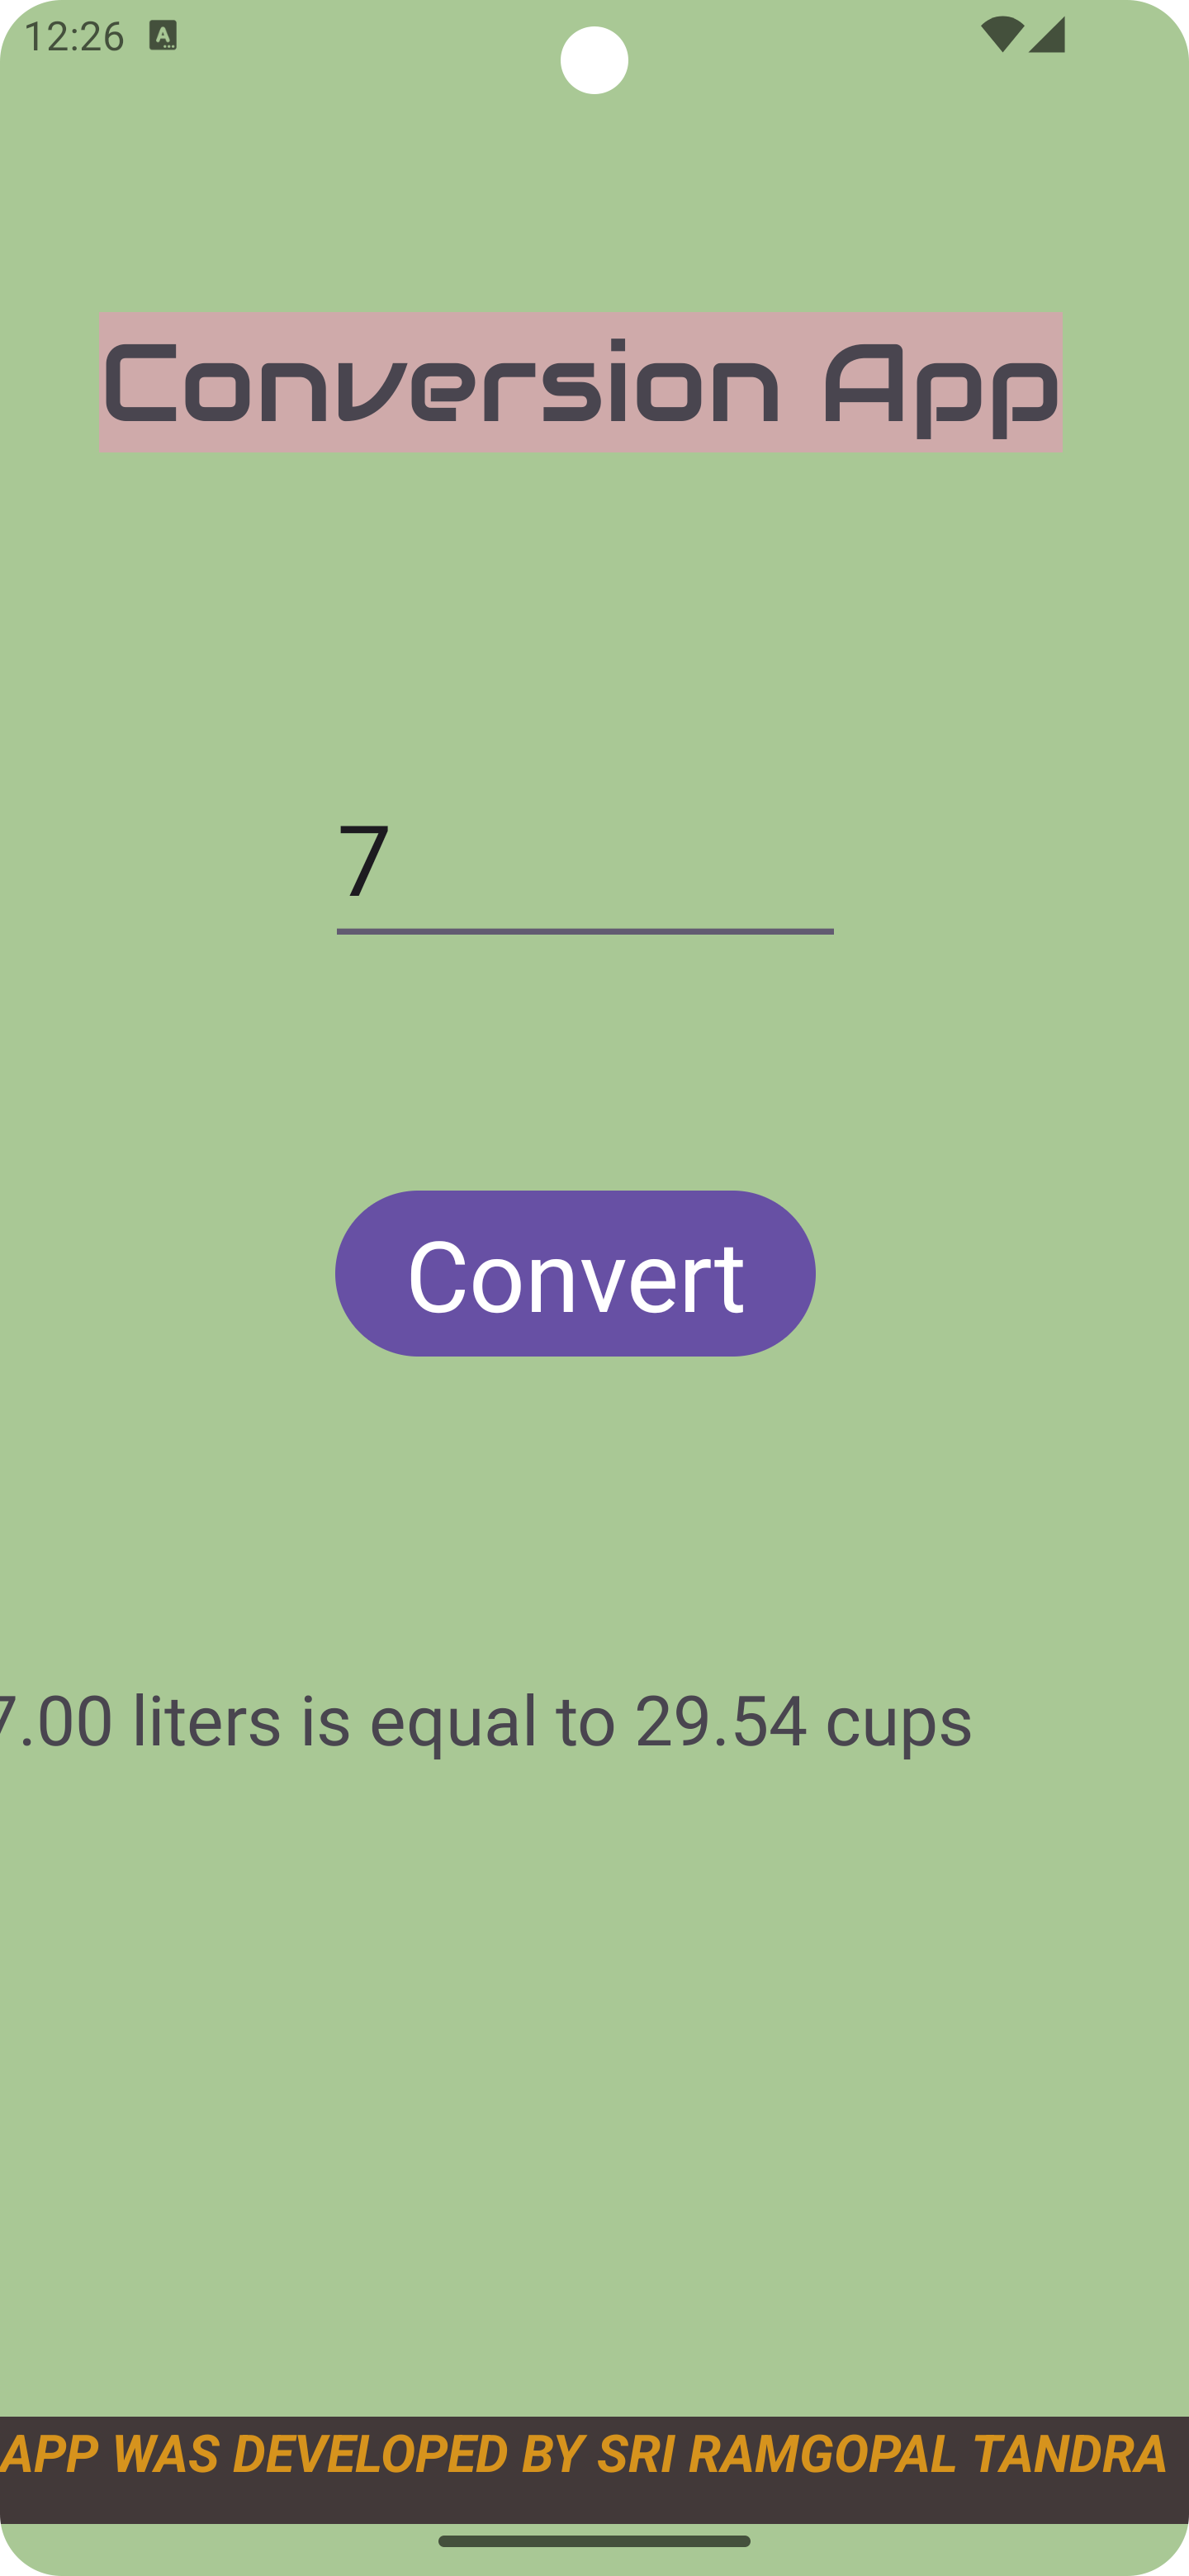 12:26
Conversion App
7
Convert
7.00 liters is equal to 29.54 cups
APP WAS DEVELOPED BY SRI RAMGOPAL TANDRA